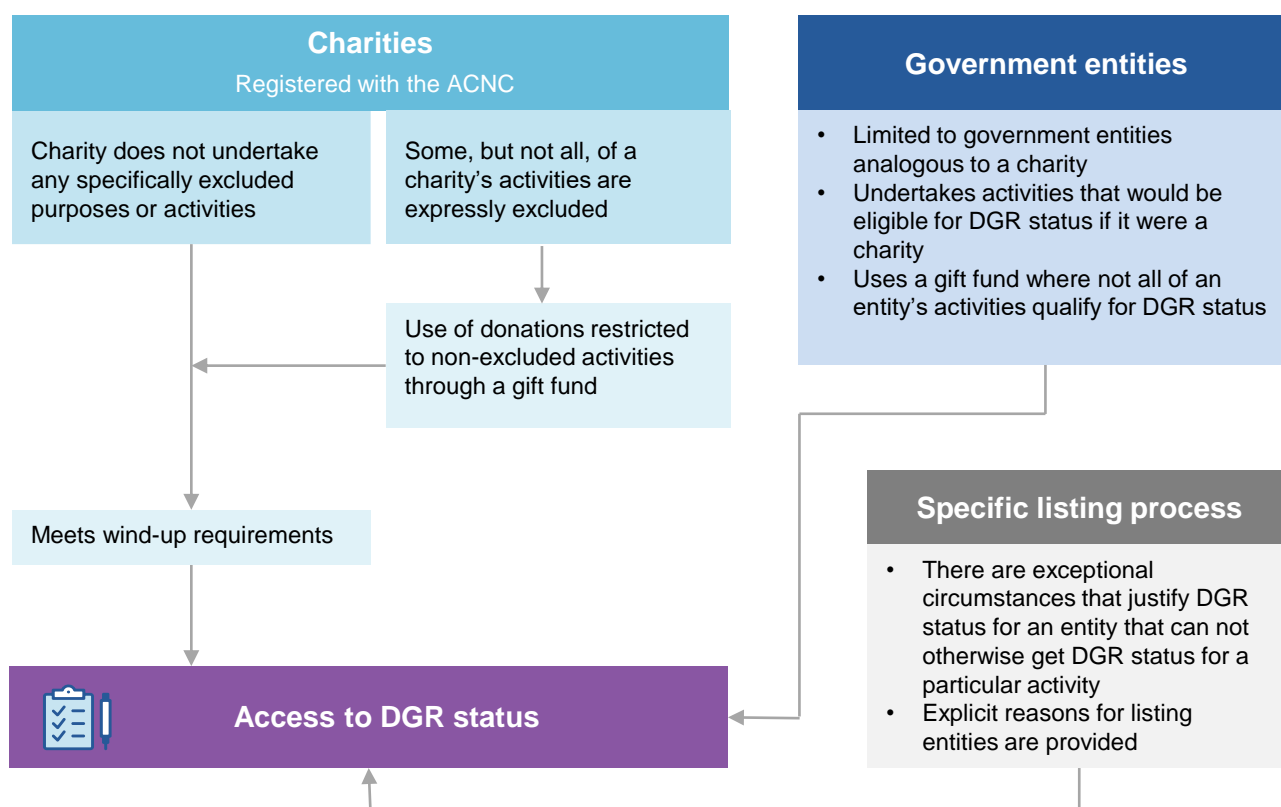 Charities
Registered with the ACNC
Charity does not undertake
any specifically excluded
purposes or activities
Some, but not all, of a
charity’s activities are
expressly excluded
Use of donations restricted
to non-excluded activities
through a gift fund
Meets wind-up requirements
Government entities
• Limited to government entities
analogous to a charity
• Undertakes activities that would be
eligible for DGR status if it were a
charity
• Uses a gift fund where not all of an
entity’s activities qualify for DGR status
Specific listing process
• There are exceptional
circumstances that justify DGR
status for an entity that can not
otherwise get DGR status for a
particular activity
• Explicit reasons for listing
entities are provided
Access to DGR status